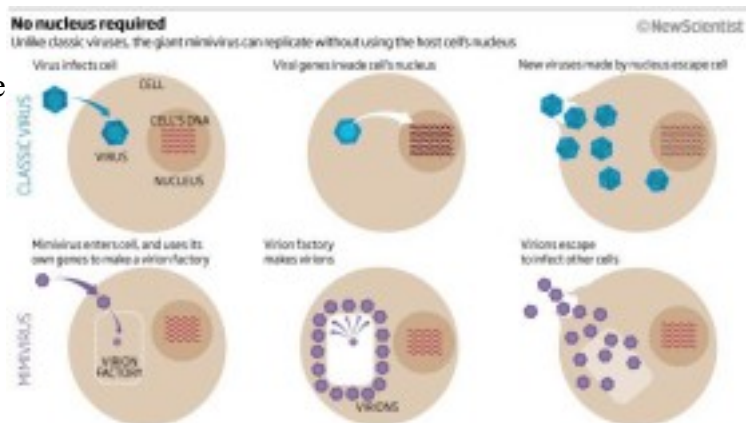 No nucleus required
©NewScientist
Unlike classic viruses, the giant mimivirus can replicate without using the host cell's nucleus
Virus infects cell
Viral genes invade cell's nucleus
New viruses made by nucleus escape cell
e
CLASSIC VIRUS
CELL
CELL'S DNA
VIRUS
NUCLEUS
Mimivirus enters cell, and uses its
own genes to make a virion factory
Virion factory
makes virions
Virions escape
to infect other cells
MIMIVIRUS
VIRION
FACTORY
VIRIONS